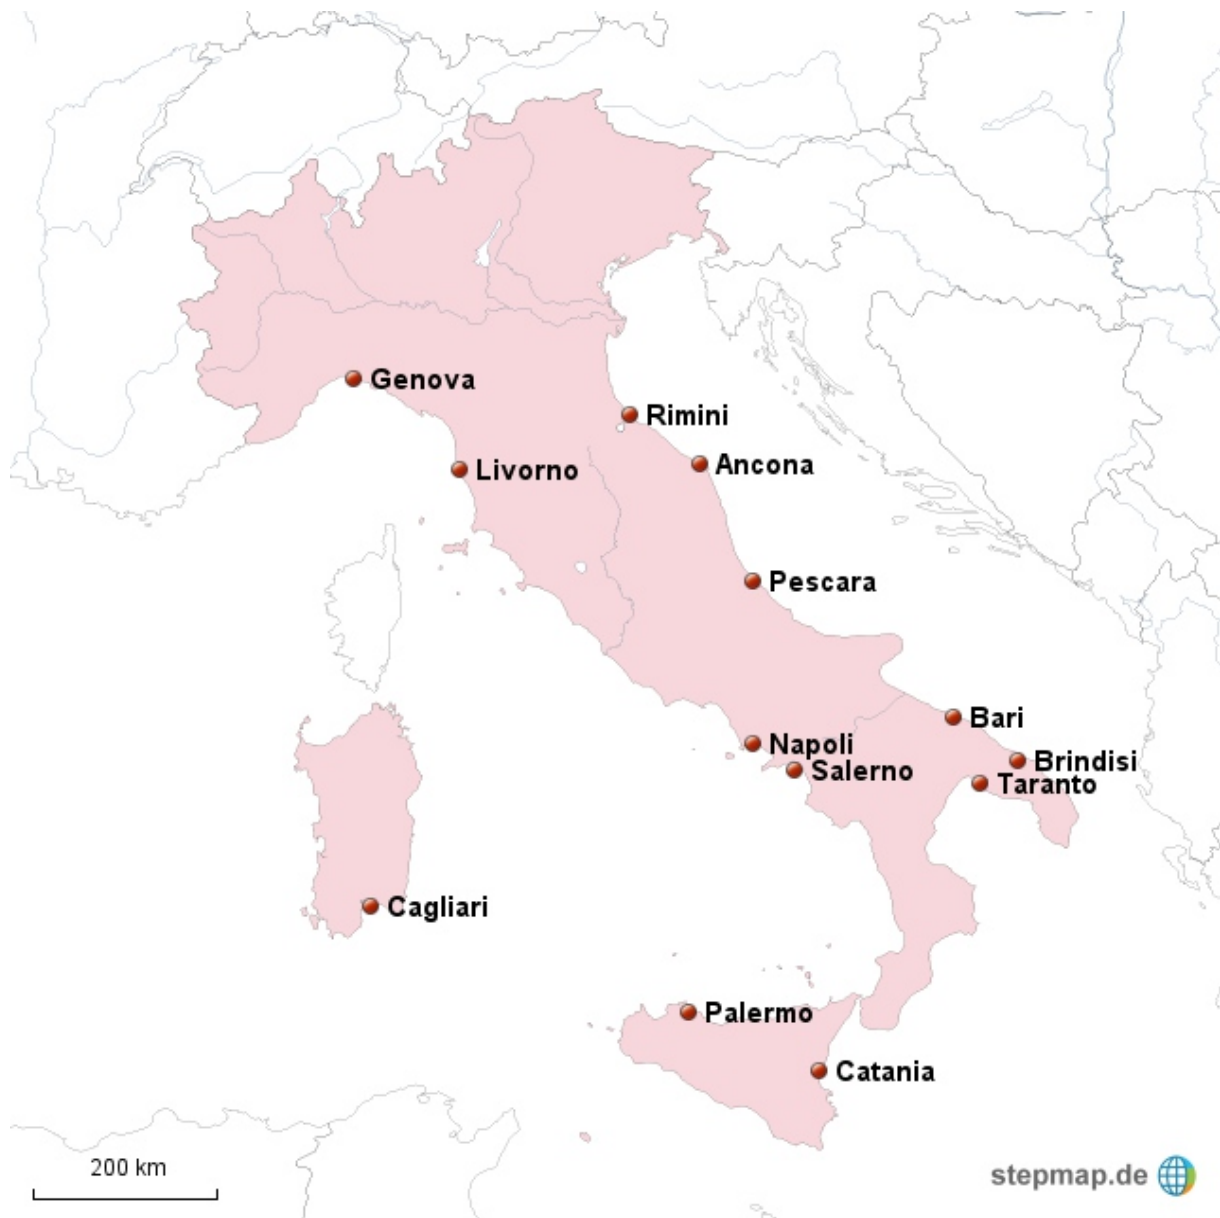 Genova
Rimini
Ancona
Livorno
Pescara
Bari
Napoli
Brindisi
Salerno
Taranto
Cagliari
Palermo
Catania
200 km
stepmap.de